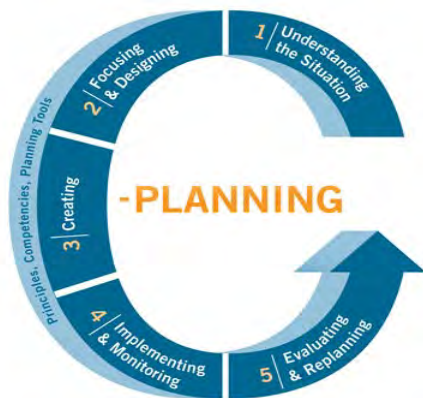 1 Understanding
the Situation
2 Focusing
& Designing
3 Creating
4 Implementing
& Monitoring
5 Evaluating
& Replanning
Principles, Competencies, Planning Tools
-PLANNING